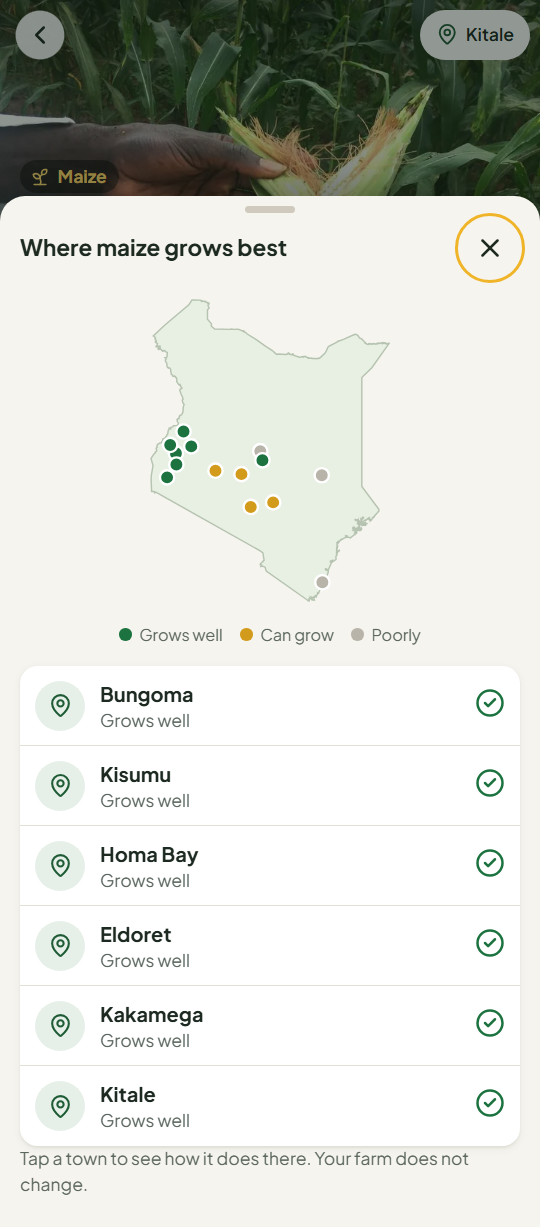 Kitale
Maize
Where maize grows best
Grows well
Can grow
Poorly
Bungoma
Grows well
Kisumu
Grows well
Homa Bay
Grows well
Eldoret
Grows well
Kakamega
Grows well
Kitale
Grows well
Tap a town to see how it does there. Your farm does not
change.